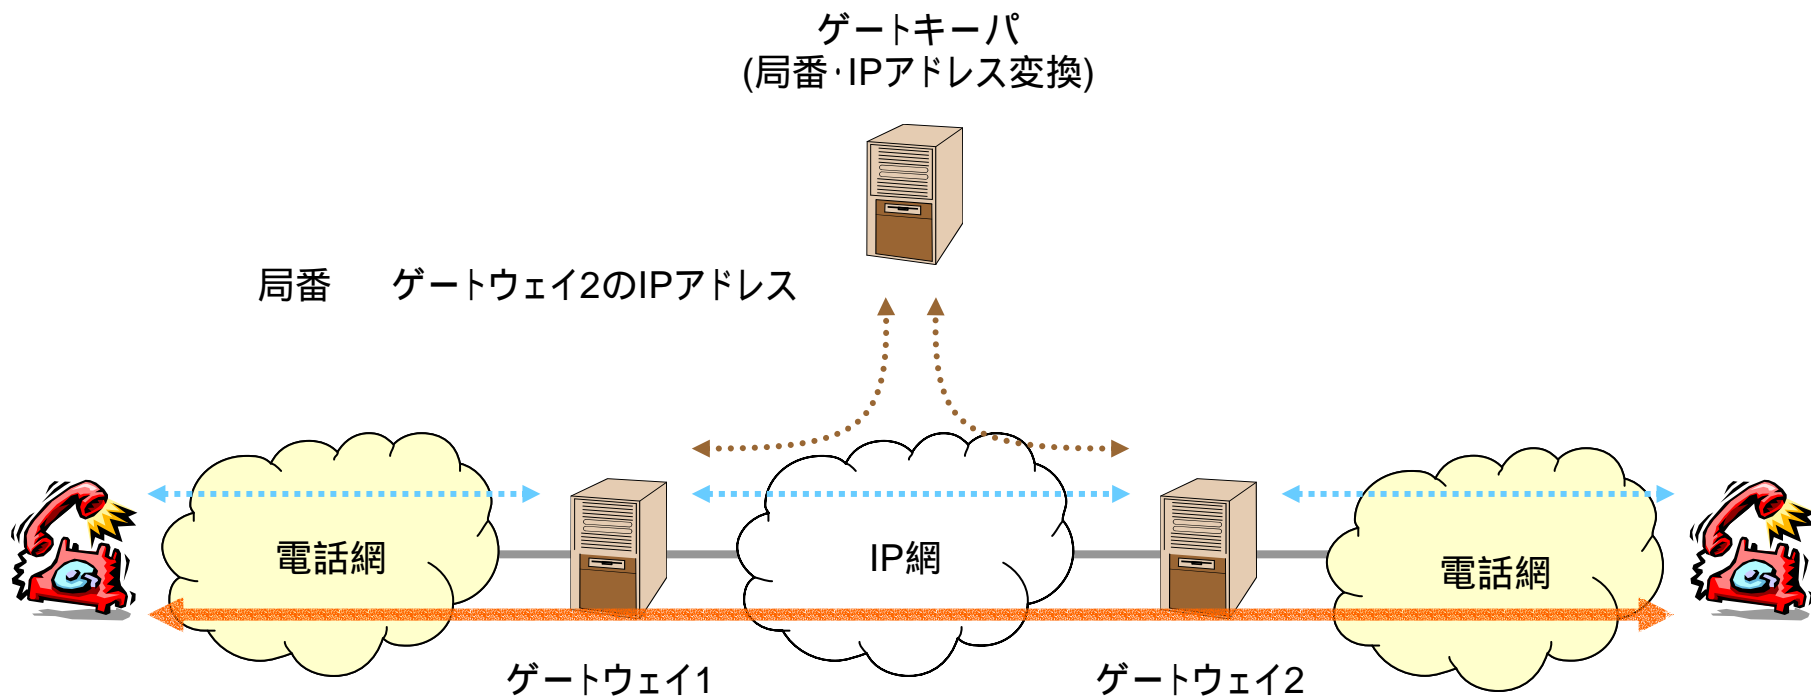 ゲートキーパ
(局番・IPアドレス変換)
局番 ゲートウェイ2のIPアドレス
電話網
IP網
電話網
ゲートウェイ1
ゲートウェイ2